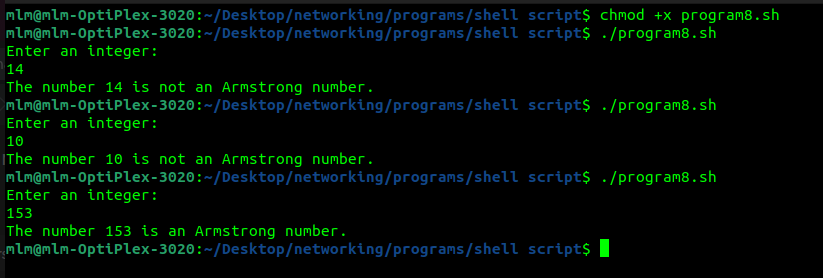 mlm@mlm-OptiPlex-3020:~/Desktop/networking/programs/shell script$ chmod +x program8.sh
mlm@mlm-OptiPlex-3020:~/Desktop/networking/programs/shell script$ ./program8.sh
Enter an integer:
14
The number 14 is not an Armstrong number.
mlm@mlm-OptiPlex-3020:~/Desktop/networking/programs/shell script$ ./program8.sh
Enter an integer:
10
The number 10 is not an Armstrong number.
mlm@mlm-OptiPlex-3020:~/Desktop/networking/programs/shell script$ ./program8.sh
Enter an integer:
153
The number 153 is an Armstrong number.
mlm@mlm-OptiPlex-3020:~/Desktop/networking/programs/shell script$